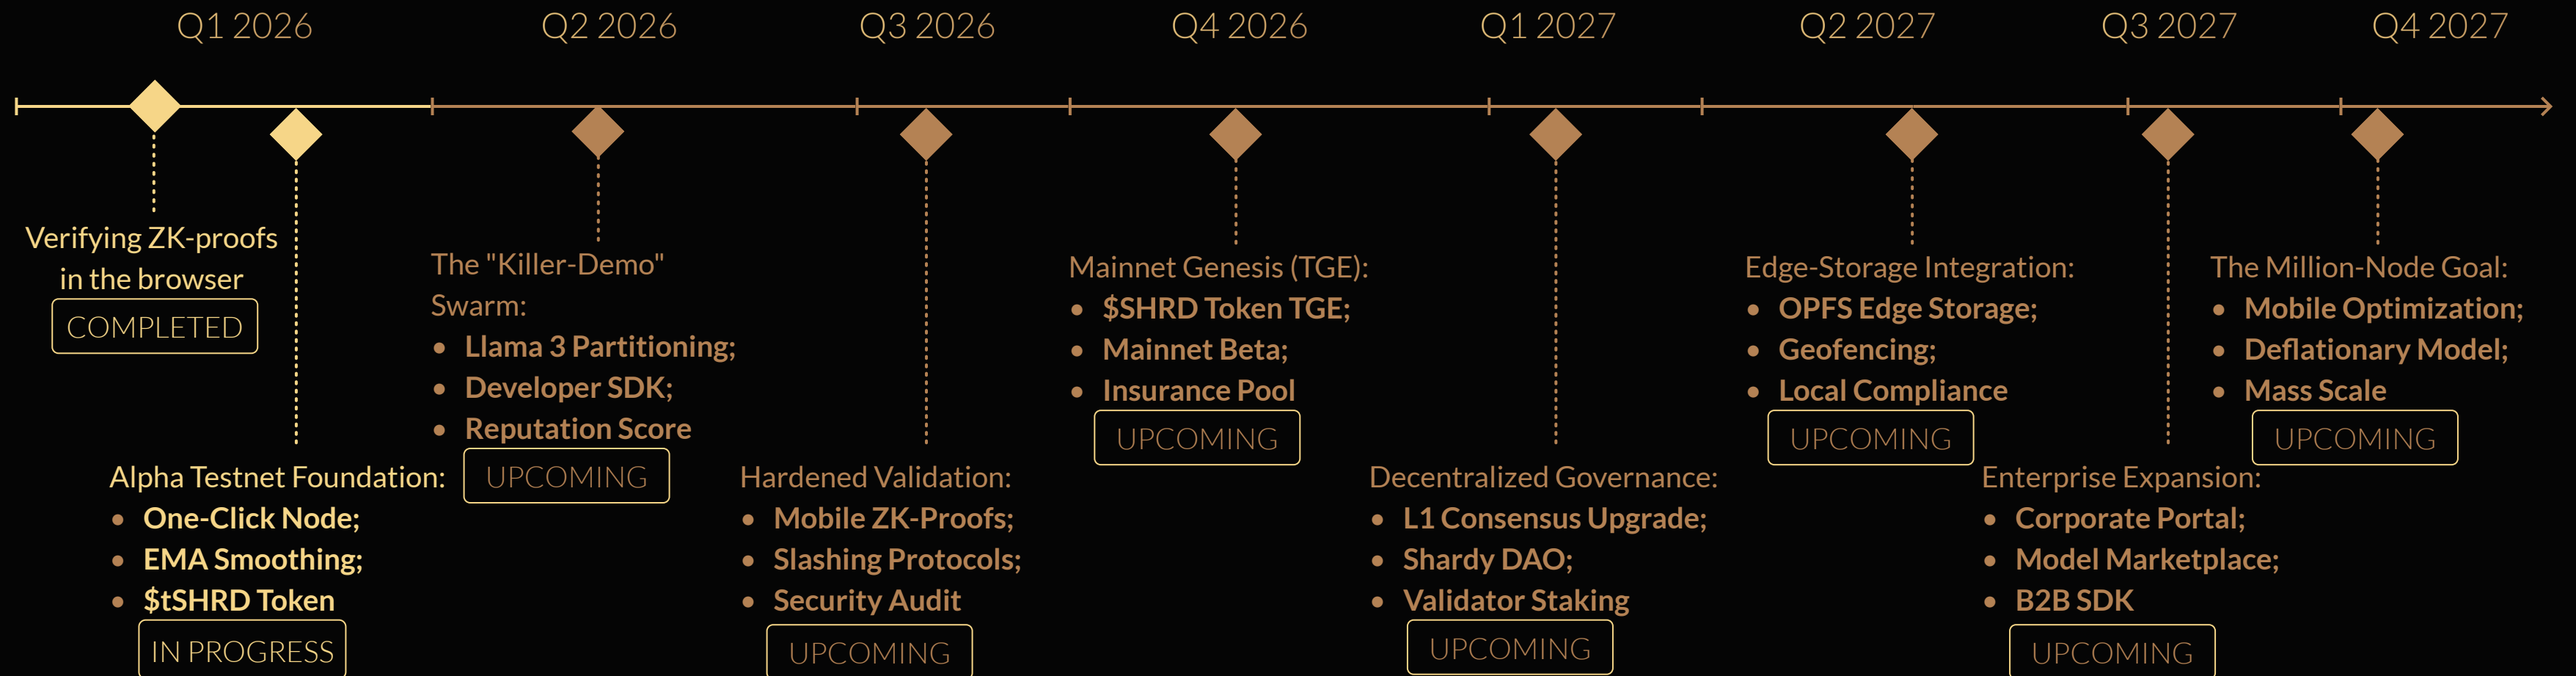 Q1 2026
Q2 2026
Q3 2026
Q4 2026
Q1 2027
Q2 2027
Q3 2027
Q4 2027
Verifying ZK-proofs
in the browser
COMPLETED
Alpha Testnet Foundation:
• One-Click Node;
• EMA Smoothing;
• $tSHRD Token
IN PROGRESS
The "Killer-Demo"
Swarm:
• Llama 3 Partitioning;
• Developer SDK;
• Reputation Score
UPCOMING
Hardened Validation:
• Mobile ZK-Proofs;
• Slashing Protocols;
• Security Audit
UPCOMING
Mainnet Genesis (TGE):
• $SHRD Token TGE;
• Mainnet Beta;
• Insurance Pool
UPCOMING
Decentralized Governance:
• L1 Consensus Upgrade;
• Shardy DAO;
• Validator Staking
UPCOMING
Edge-Storage Integration:
• OPFS Edge Storage;
• Geofencing;
• Local Compliance
UPCOMING
Enterprise Expansion:
• Corporate Portal;
• Model Marketplace;
• B2B SDK
UPCOMING
The Million-Node Goal:
• Mobile Optimization;
• Deflationary Model;
• Mass Scale
UPCOMING